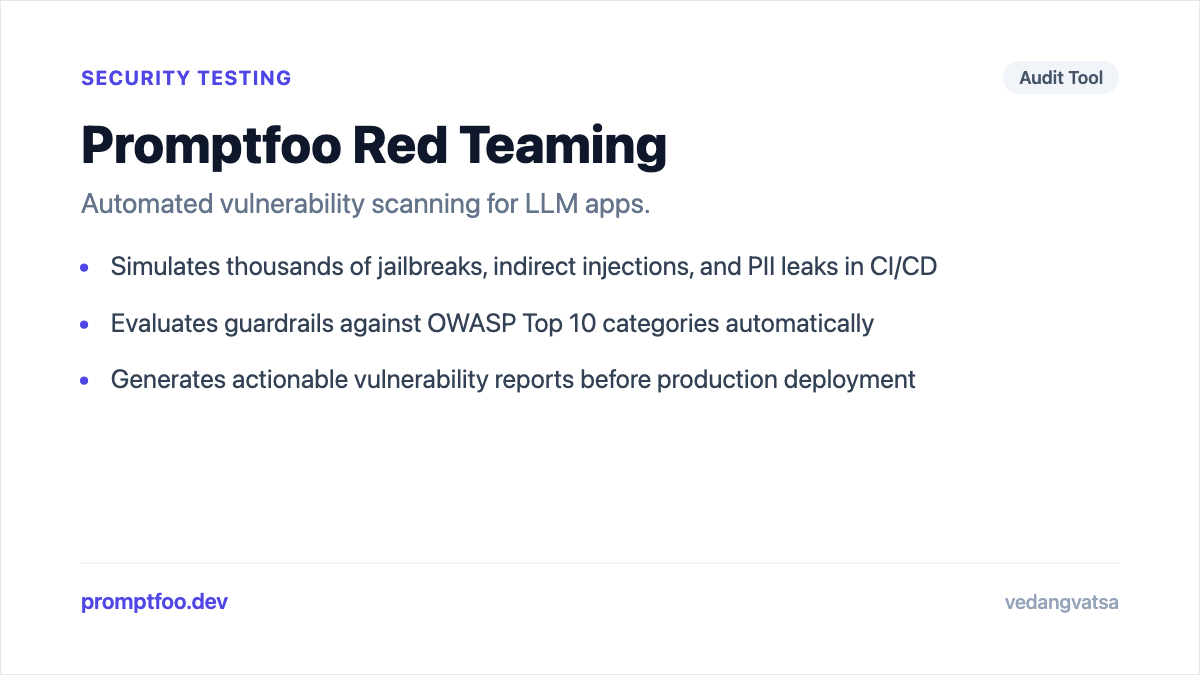 SECURITY TESTING
Audit Tool
Promptfoo Red Teaming
Automated vulnerability scanning for LLM apps.
• Simulates thousands of jailbreaks, indirect injections, and PII leaks in CI/CD
• Evaluates guardrails against OWASP Top 10 categories automatically
• Generates actionable vulnerability reports before production deployment
promptfoo.dev
vedangvatsa